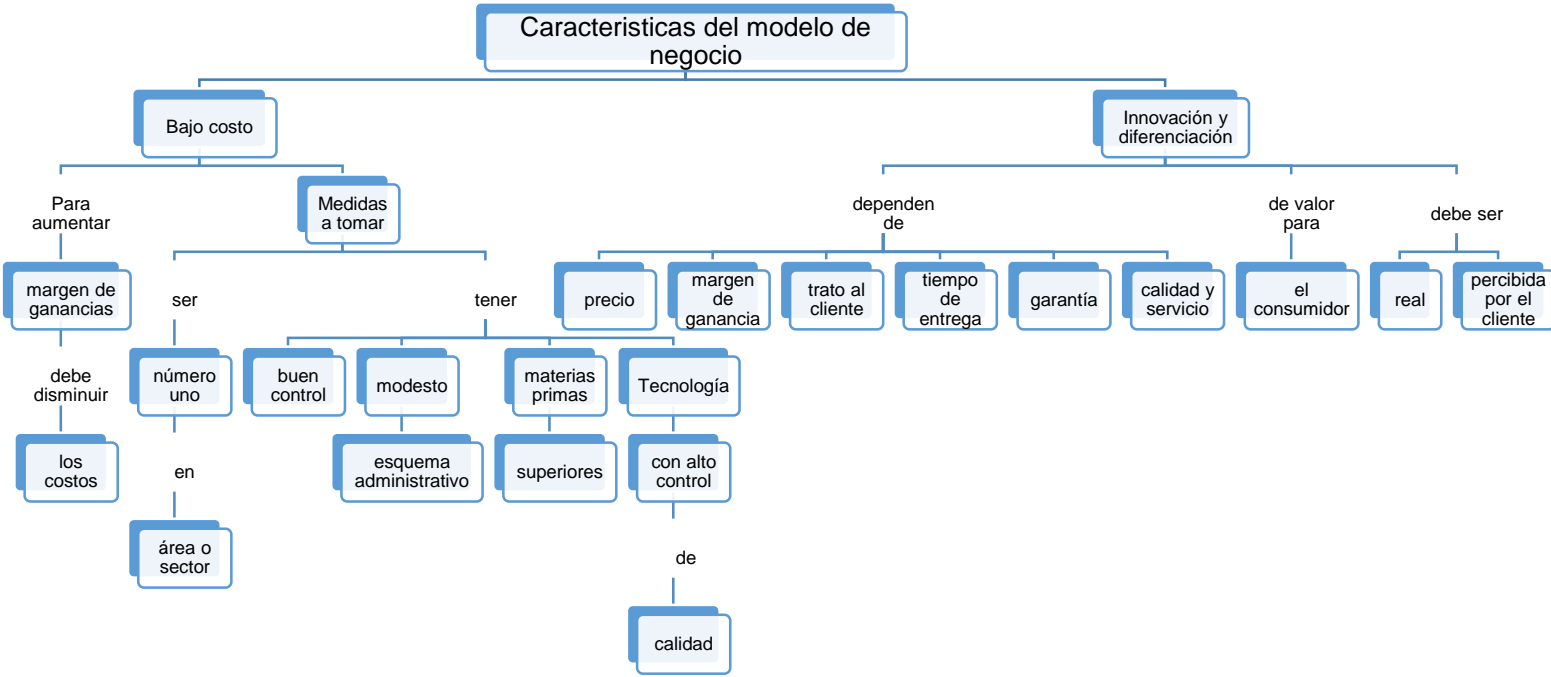 Caracteristicas del modelo de
negocio
Bajo costo
Innovación y
diferenciación
Para
aumentar
Medidas
a tomar
dependen
de
de valor
para
debe ser
margen de
ganancias
ser
tener
precio
margen
de
ganancia
trato al
cliente
tiempo
de
entrega
garantía
calidad y
servicio
el
consumidor
real
percibida
por el
cliente
debe
disminuir
número
uno
buen
control
modesto
materias
primas
Tecnología
los
costos
en
esquema
administrativo
superiores
con alto
control
área o
sector
de
calidad